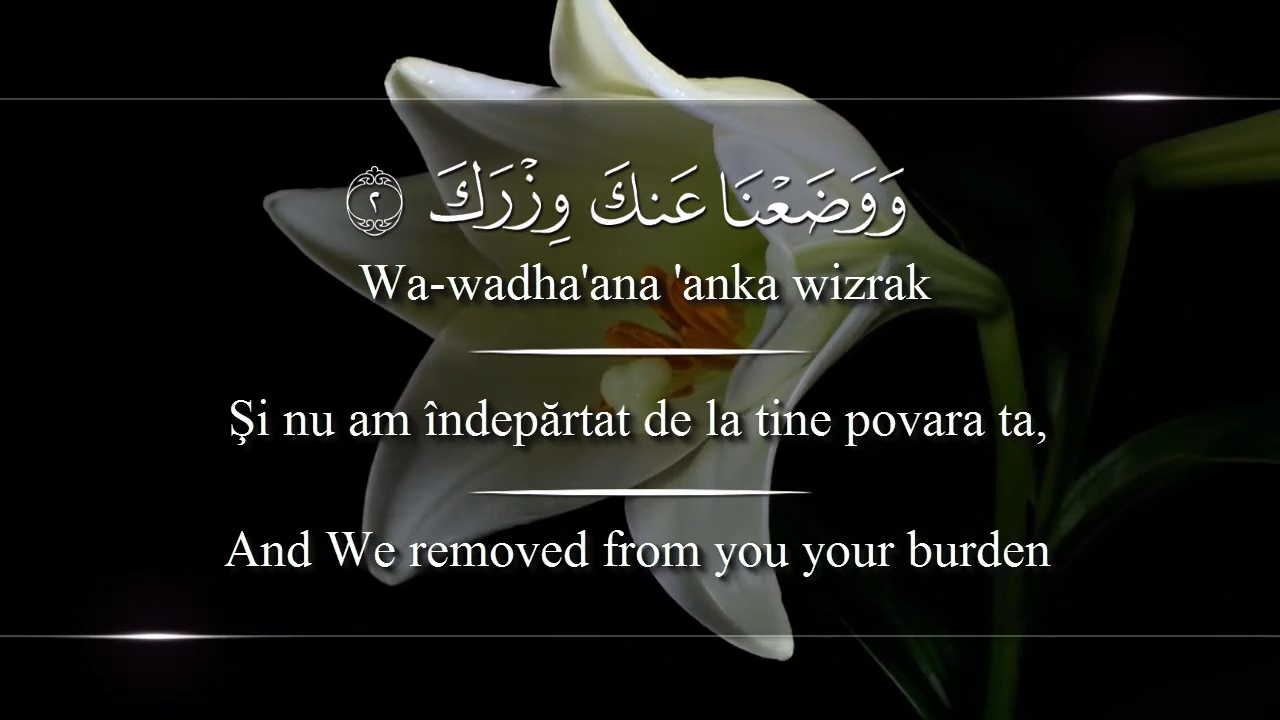 وَوَضَعْنَا عَنكَ وِزْرَكَ ٢
Wa-wadha'ana 'anka wizrak
Şi nu am îndepărtat de la tine povara ta,
And We removed from you your burden